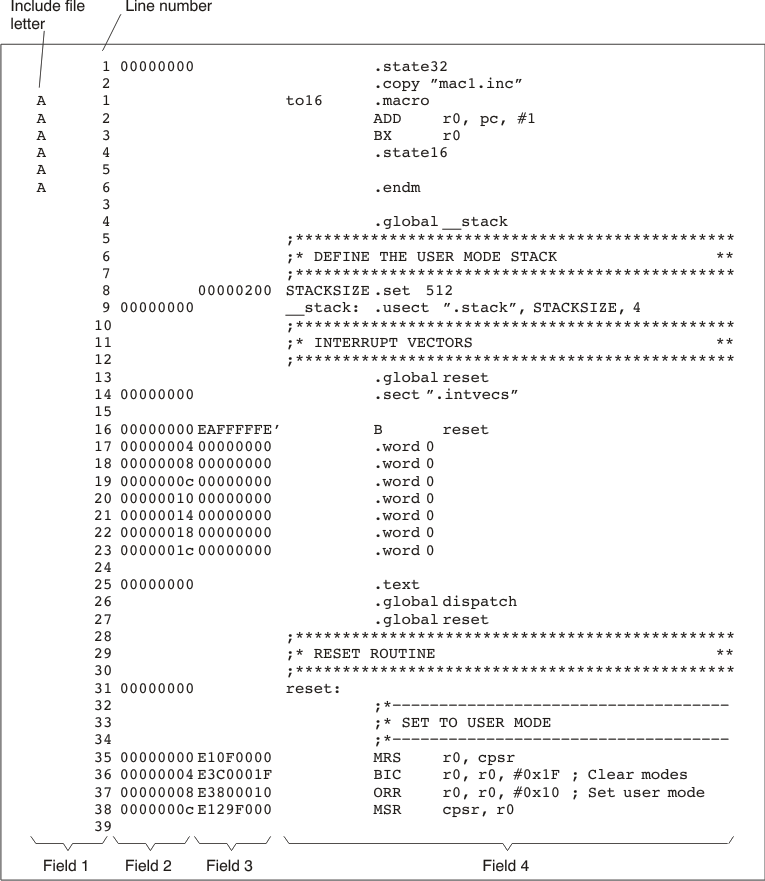 Include file Line number
letter
1 00000000 .state32
2 .copy ”mac1.inc”
A 1 to16 .macro
A 2 ADD r0, pc, #1
A 3 BX r0
A 4 .state16
A 5
A 6 .endm
3
4 .global __stack
5 ;***********************************************
6 ;* DEFINE THE USER MODE STACK **
7 ;***********************************************
8 00000200 STACKSIZE .set 512
9 00000000 __stack: .usect ”.stack”, STACKSIZE, 4
10 ;***********************************************
11 ;* INTERRUPT VECTORS **
12 ;***********************************************
13 .global reset
14 00000000 .sect ”.intvecs”
15
16 00000000 EAFFFFFE’ B reset
17 00000004 00000000 .word 0
18 00000008 00000000 .word 0
19 0000000c 00000000 .word 0
20 00000010 00000000 .word 0
21 00000014 00000000 .word 0
22 00000018 00000000 .word 0
23 0000001c 00000000 .word 0
24
25 00000000 .text
26 .global dispatch
27 .global reset
28 ;***********************************************
29 ;* RESET ROUTINE **
30 ;***********************************************
31 00000000 reset:
32 ;*------------------------------------
33 ;* SET TO USER MODE
34 ;*------------------------------------
35 00000000 E10F0000 MRS r0, cpsr
36 00000004 E3C0001F BIC r0, r0, #0x1F ; Clear modes
37 00000008 E3800010 ORR r0, r0, #0x10 ; Set user mode
38 0000000c E129F000 MSR cpsr, r0
39
Field 1 Field 2 Field 3 Field 4